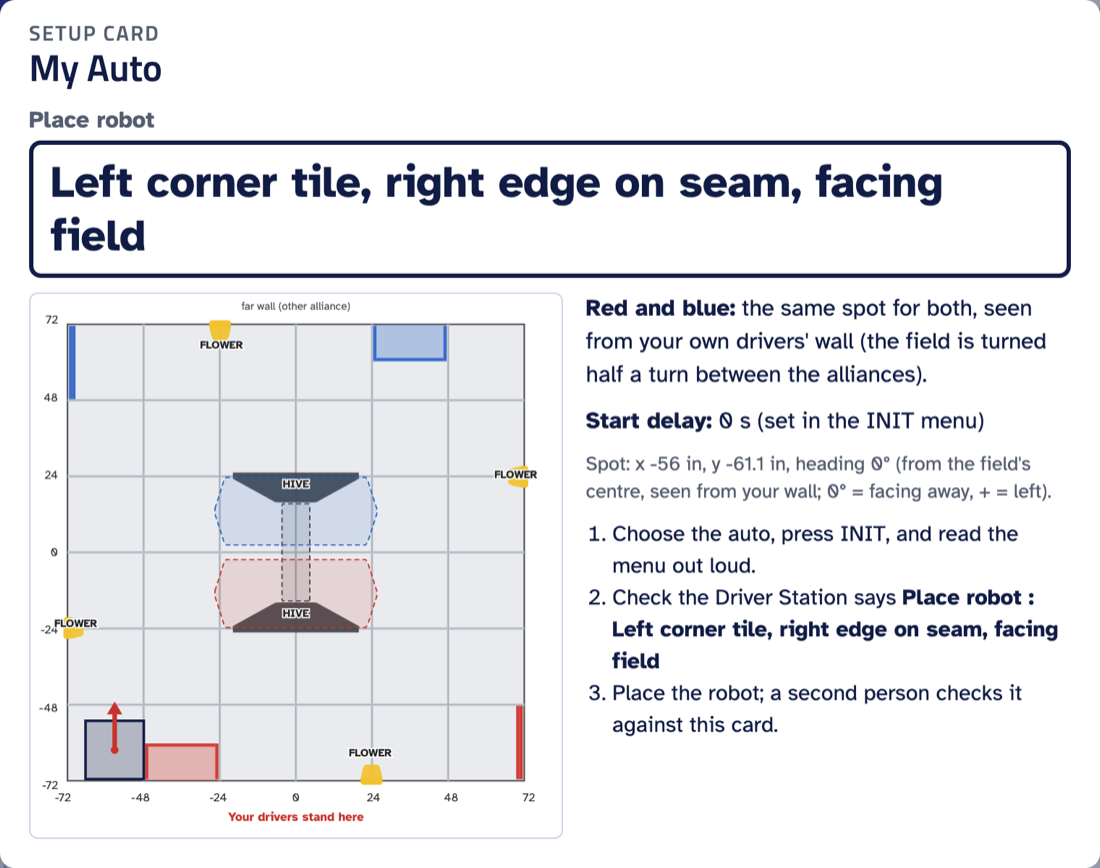 SETUP CARD
My Auto
Place robot
Left corner tile, right edge on seam, facing
field
far wall (other alliance)
72
FLOWER
48
24
FLOWER
HIVE
0
HIVE
FLOWER
-24
-48
FLOWER
-72
-72
-48
-24
0
24
48
72
Your drivers stand here
Red and blue: the same spot for both, seen
from your own drivers' wall (the field is turned
half a turn between the alliances).
Start delay: 0 s (set in the INIT menu)
Spot: x -56 in, y -61.1 in, heading 0° (from the field's
centre, seen from your wall; 0° = facing away, + = left).
1. Choose the auto, press INIT, and read the
menu out loud.
2. Check the Driver Station says Place robot :
Left corner tile, right edge on seam, facing
field
3. Place the robot; a second person checks it
against this card.